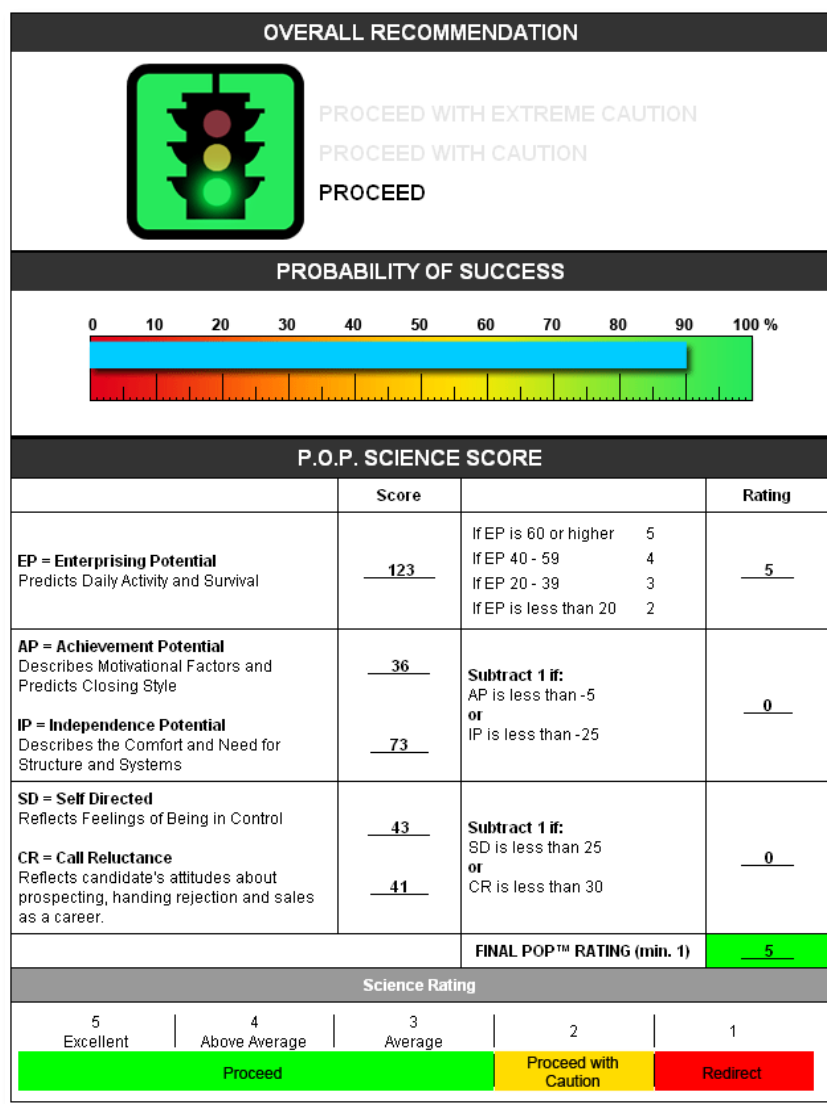 OVERALL RECOMMENDATION
PROCEED WITH EXTREME CAUTION
PROCEED WITH CAUTION
PROCEED
PROBABILITY OF SUCCESS
0 10 20 30 40 50 60 70 80 90 100 %
P.O.P. SCIENCE SCORE
Score Rating
EP = Enterprising Potential
Predicts Daily Activity and Survival
123
If EP is 60 or higher 5
If EP 40 - 59 4
If EP 20 - 39 3
If EP is less than 20 2
5
AP = Achievement Potential
Describes Motivational Factors and
Predicts Closing Style
36
IP = Independence Potential
Describes the Comfort and Need for
Structure and Systems
73
Subtract 1 if:
AP is less than -5
or
IP is less than -25
0
SD = Self Directed
Reflects Feelings of Being in Control
43
CR = Call Reluctance
Reflects candidate's attitudes about
prospecting, handing rejection and sales
as a career.
41
Subtract 1 if:
SD is less than 25
or
CR is less than 30
0
FINAL POP™ RATING (min. 1) 5
Science Rating
5 4 3 2 1
Excellent Above Average Average
Proceed
Proceed with
Caution
Redirect